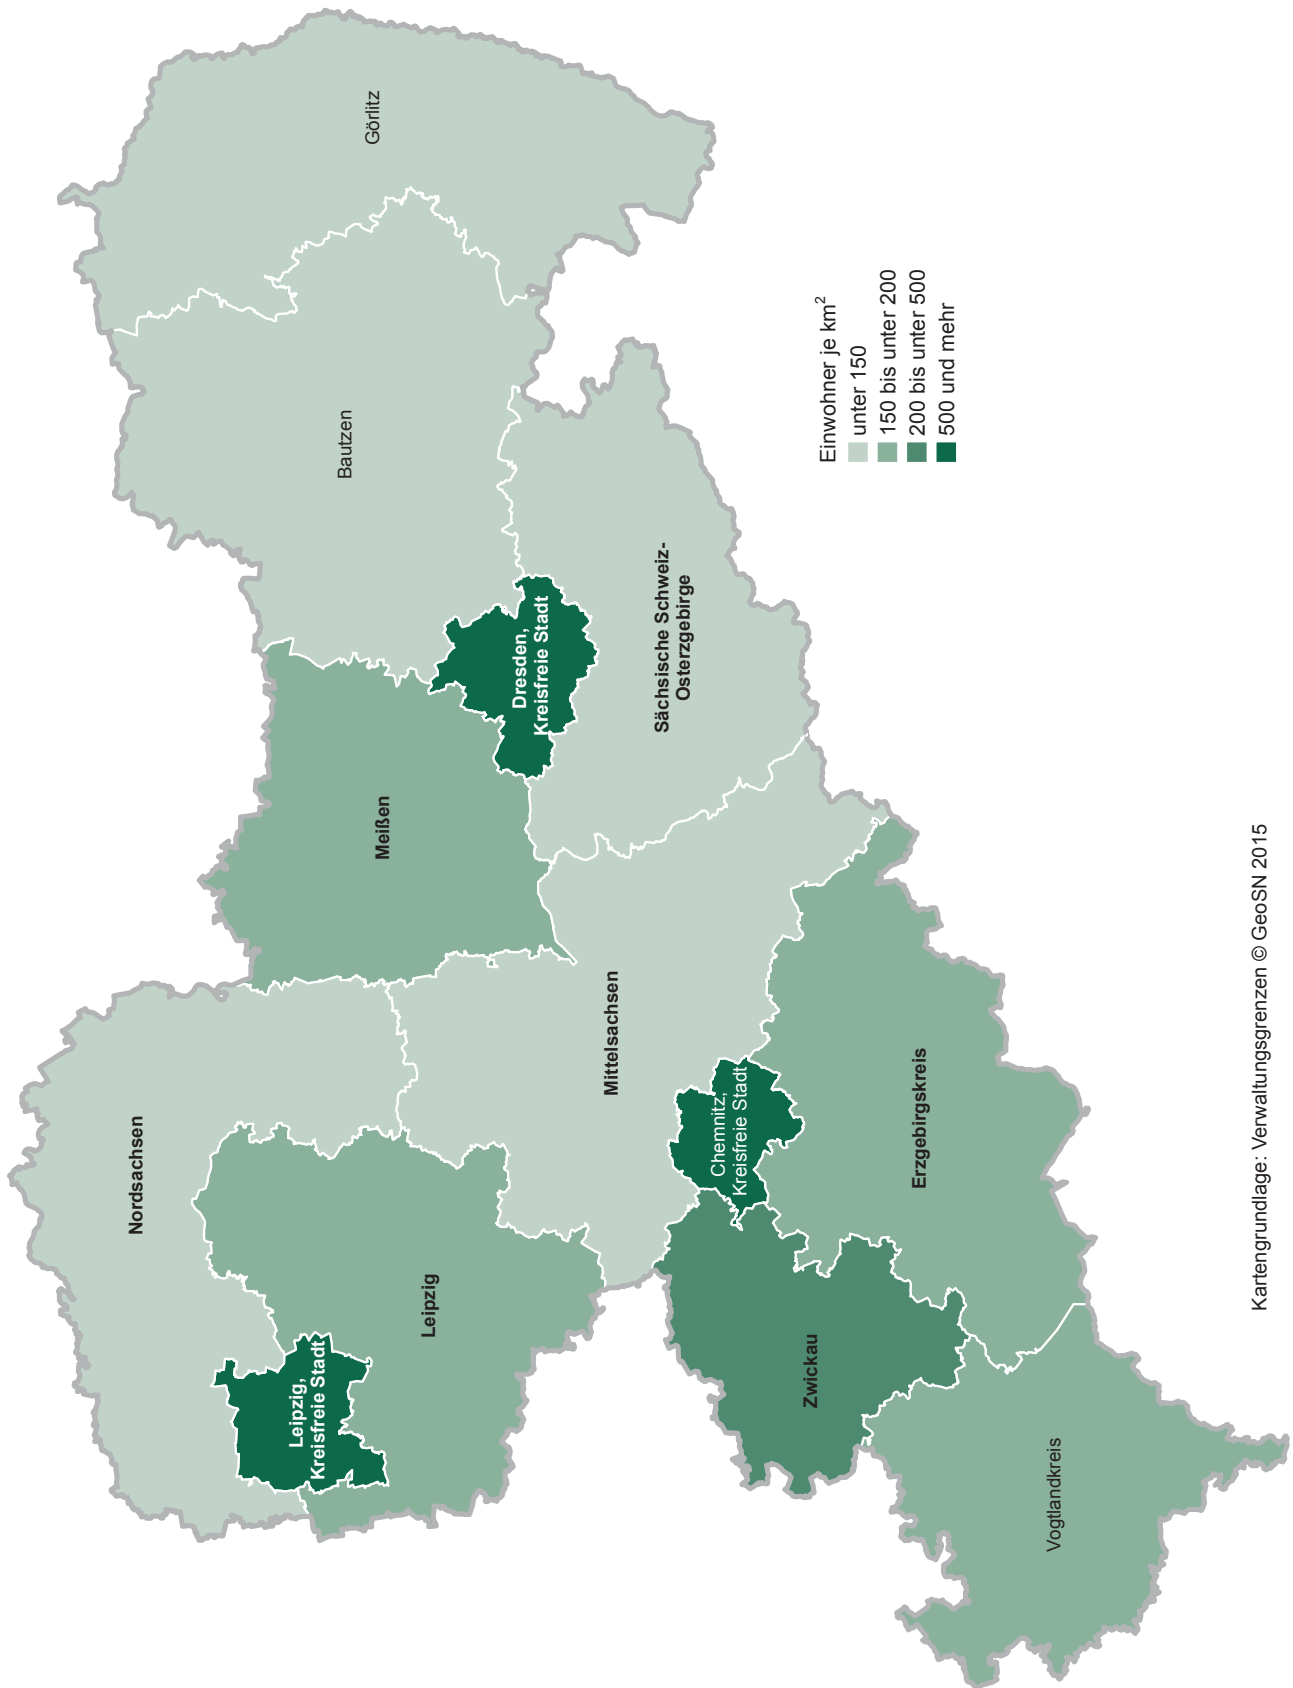 Nordsachsen
Leipzig,
Kreisfreie Stadt
Leipzig
Meißen
Bautzen
Görlitz
Dresden,
Kreisfreie Stadt
Mittelsachsen
Sächsische Schweiz-
Osterzgebirge
Chemnitz,
Kreisfreie Stadt
Zwickau
Erzgebirgskreis
Vogtlandkreis
Einwohner je km²
unter 150
150 bis unter 200
200 bis unter 500
500 und mehr
Kartengrundlage: Verwaltungsgrenzen © GeoSN 2015